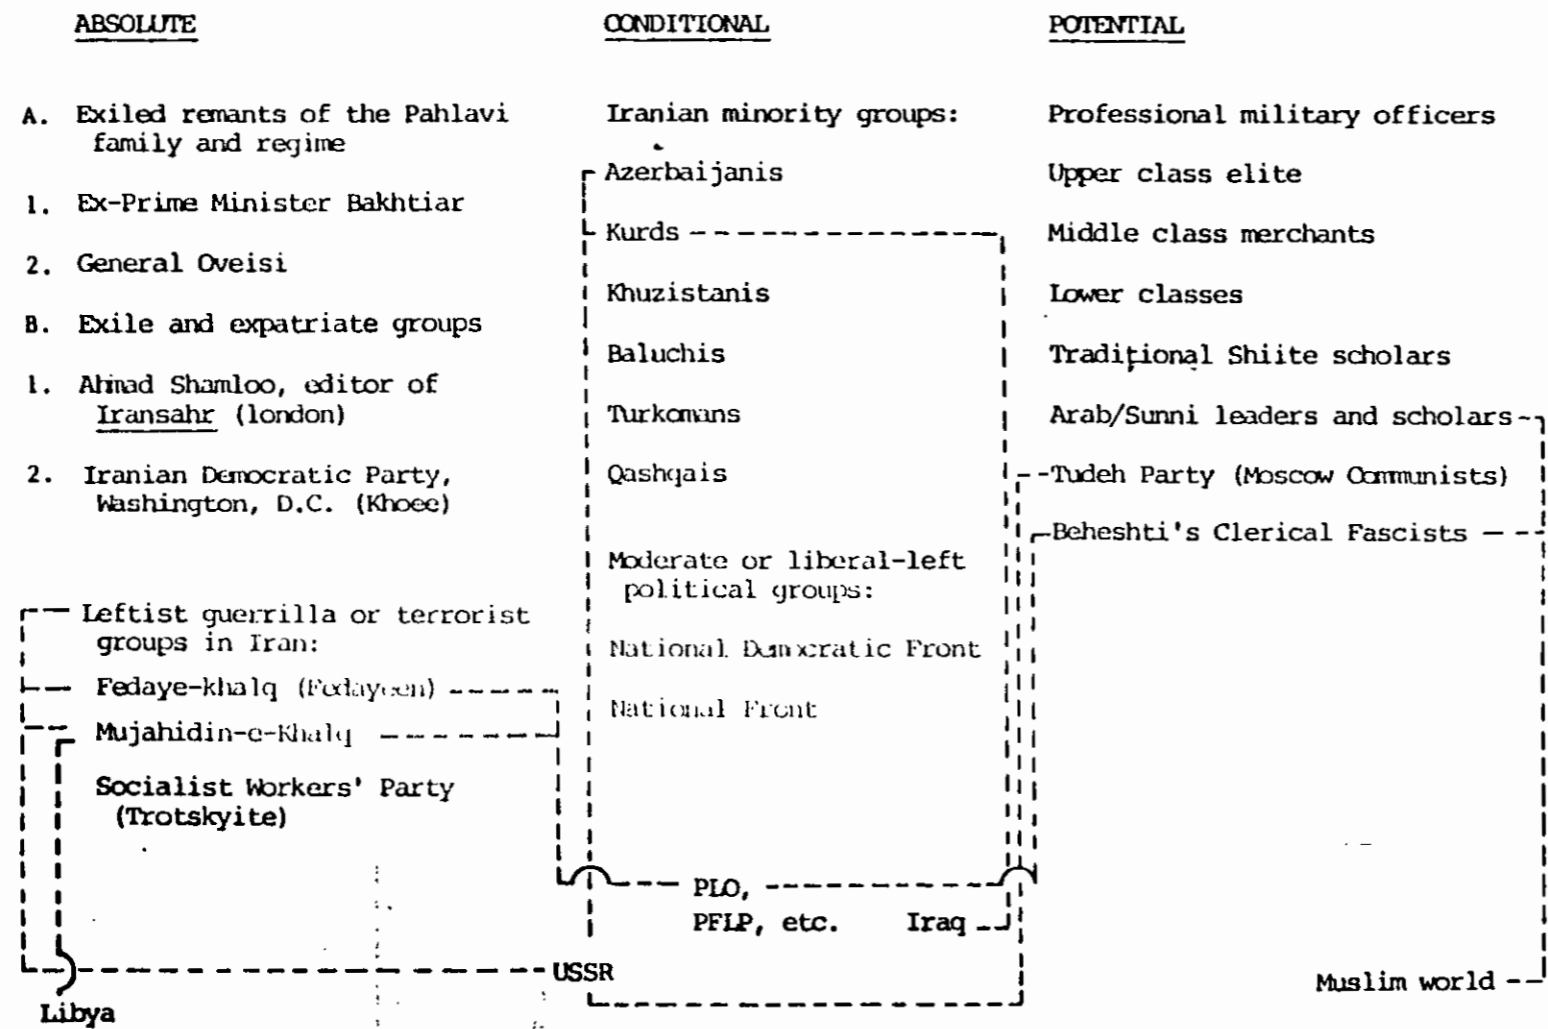 ABSOLUTE
A. Exiled remants of the Pahlavi
family and regime
1. Ex-Prime Minister Bakhtiar
2. General Oveisi
B. Exile and expatriate groups
1. Ahmad Shamloo, editor of
Iransahr (london)
2. Iranian Democratic Party,
Washington, D.C. (Khoee)
Leftist guerrilla or terrorist
groups in Iran:
Fedaye-khalq (Fedayeen)
Mujahidin-e-Khalq
Socialist Workers' Party
(Trotskyite)
CONDITIONAL
Iranian minority groups:
Azerbaijanis
Kurds
Khuzistanis
Baluchis
Turkomans
Qashqais
Moderate or liberal-left
political groups:
National Democratic Front
National Front
POTENTIAL
Professional military officers
Upper class elite
Middle class merchants
Lower classes
Traditional Shiite scholars
Arab/Sunni leaders and scholars
Tudeh Party (Moscow Communists)
Beheshti's Clerical Fascists
PLO,
PFLP, etc.
Iraq
USSR
Muslim world
Libya